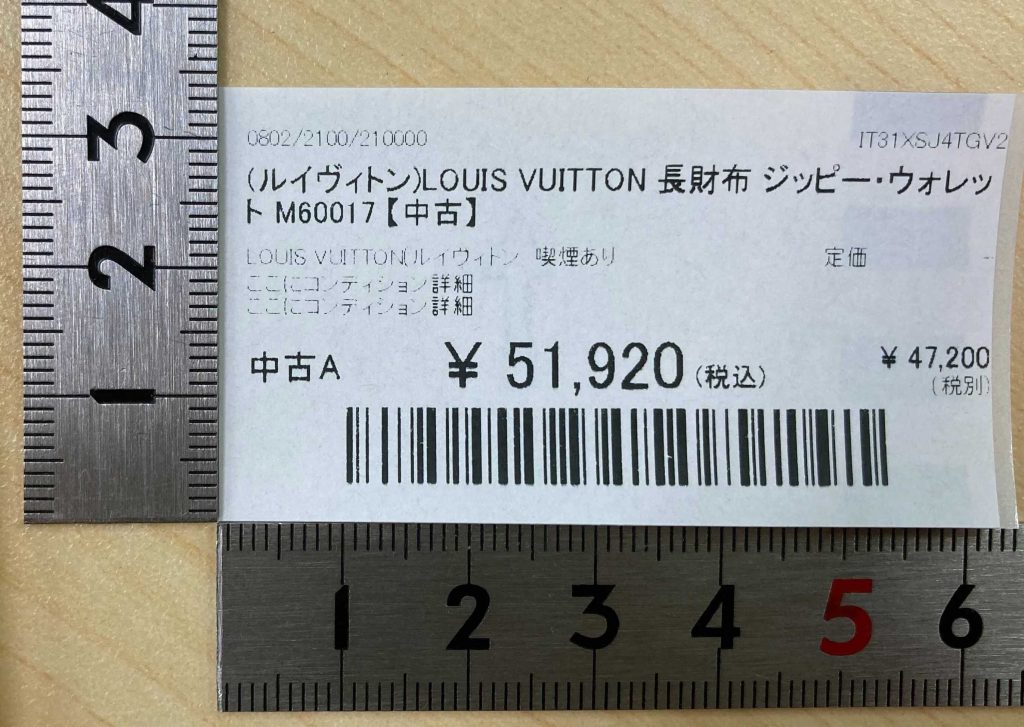 0802/2100/210000 IT31XSJ4TGV2
(ルイヴィトン)LOUIS VUITTON 長財布 ジッピー・ウォレッ
ト M60017【中古】
LOUIS VUITTON(ルイヴィトン 喫煙あり 定価 --
ここにコンディション詳細
ここにコンディション詳細
中古A ¥ 51,920 (税込) ¥ 47,200
(税別)
4
3
2
1
1 2 3 4 5 6